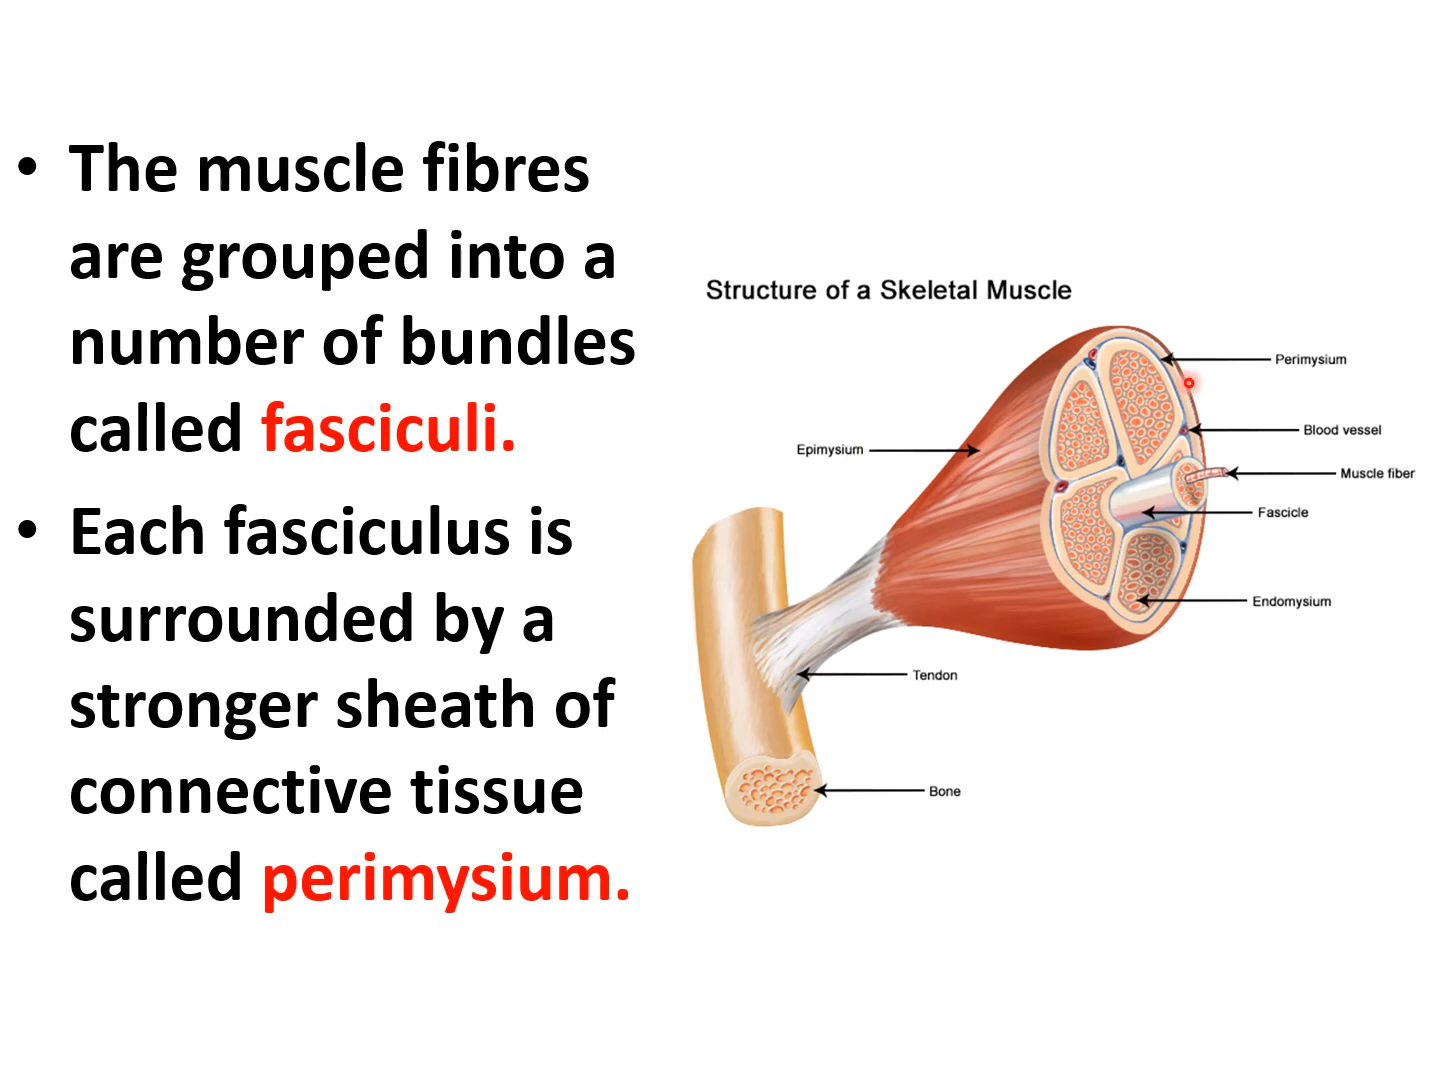 • The muscle fibres
are grouped into a
number of bundles
called fasciculi.
• Each fasciculus is
surrounded by a
stronger sheath of
connective tissue
called perimysium.
Structure of a Skeletal Muscle
Perimysium
Blood vessel
Epimysium
Muscle fiber
Fascicle
Endomysium
Tendon
Bone